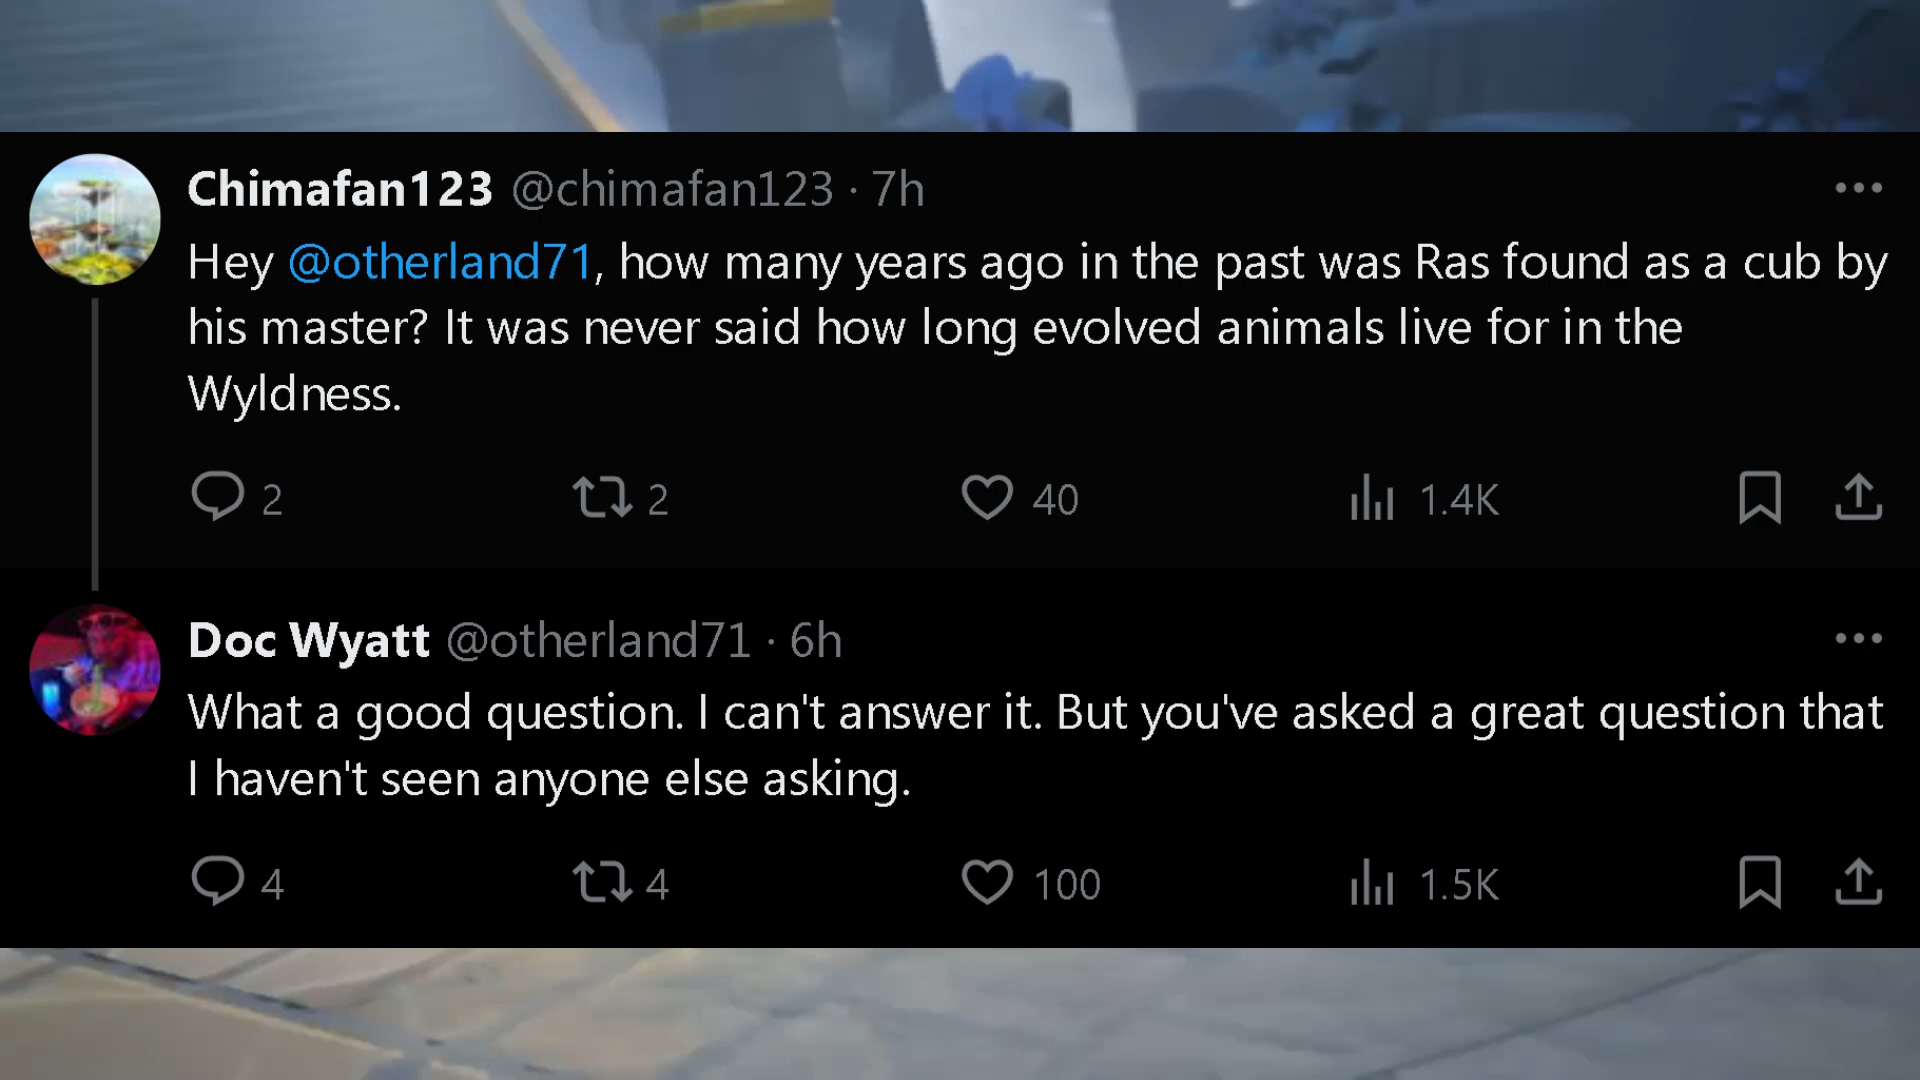 Chimafan123 @chimafan123 · 7h
Hey @otherland71, how many years ago in the past was Ras found as a cub by
his master? It was never said how long evolved animals live for in the
Wyldness.
2 2 40 1.4K
Doc Wyatt @otherland71 · 6h
What a good question. I can't answer it. But you've asked a great question that
I haven't seen anyone else asking.
4 4 100 1.5K